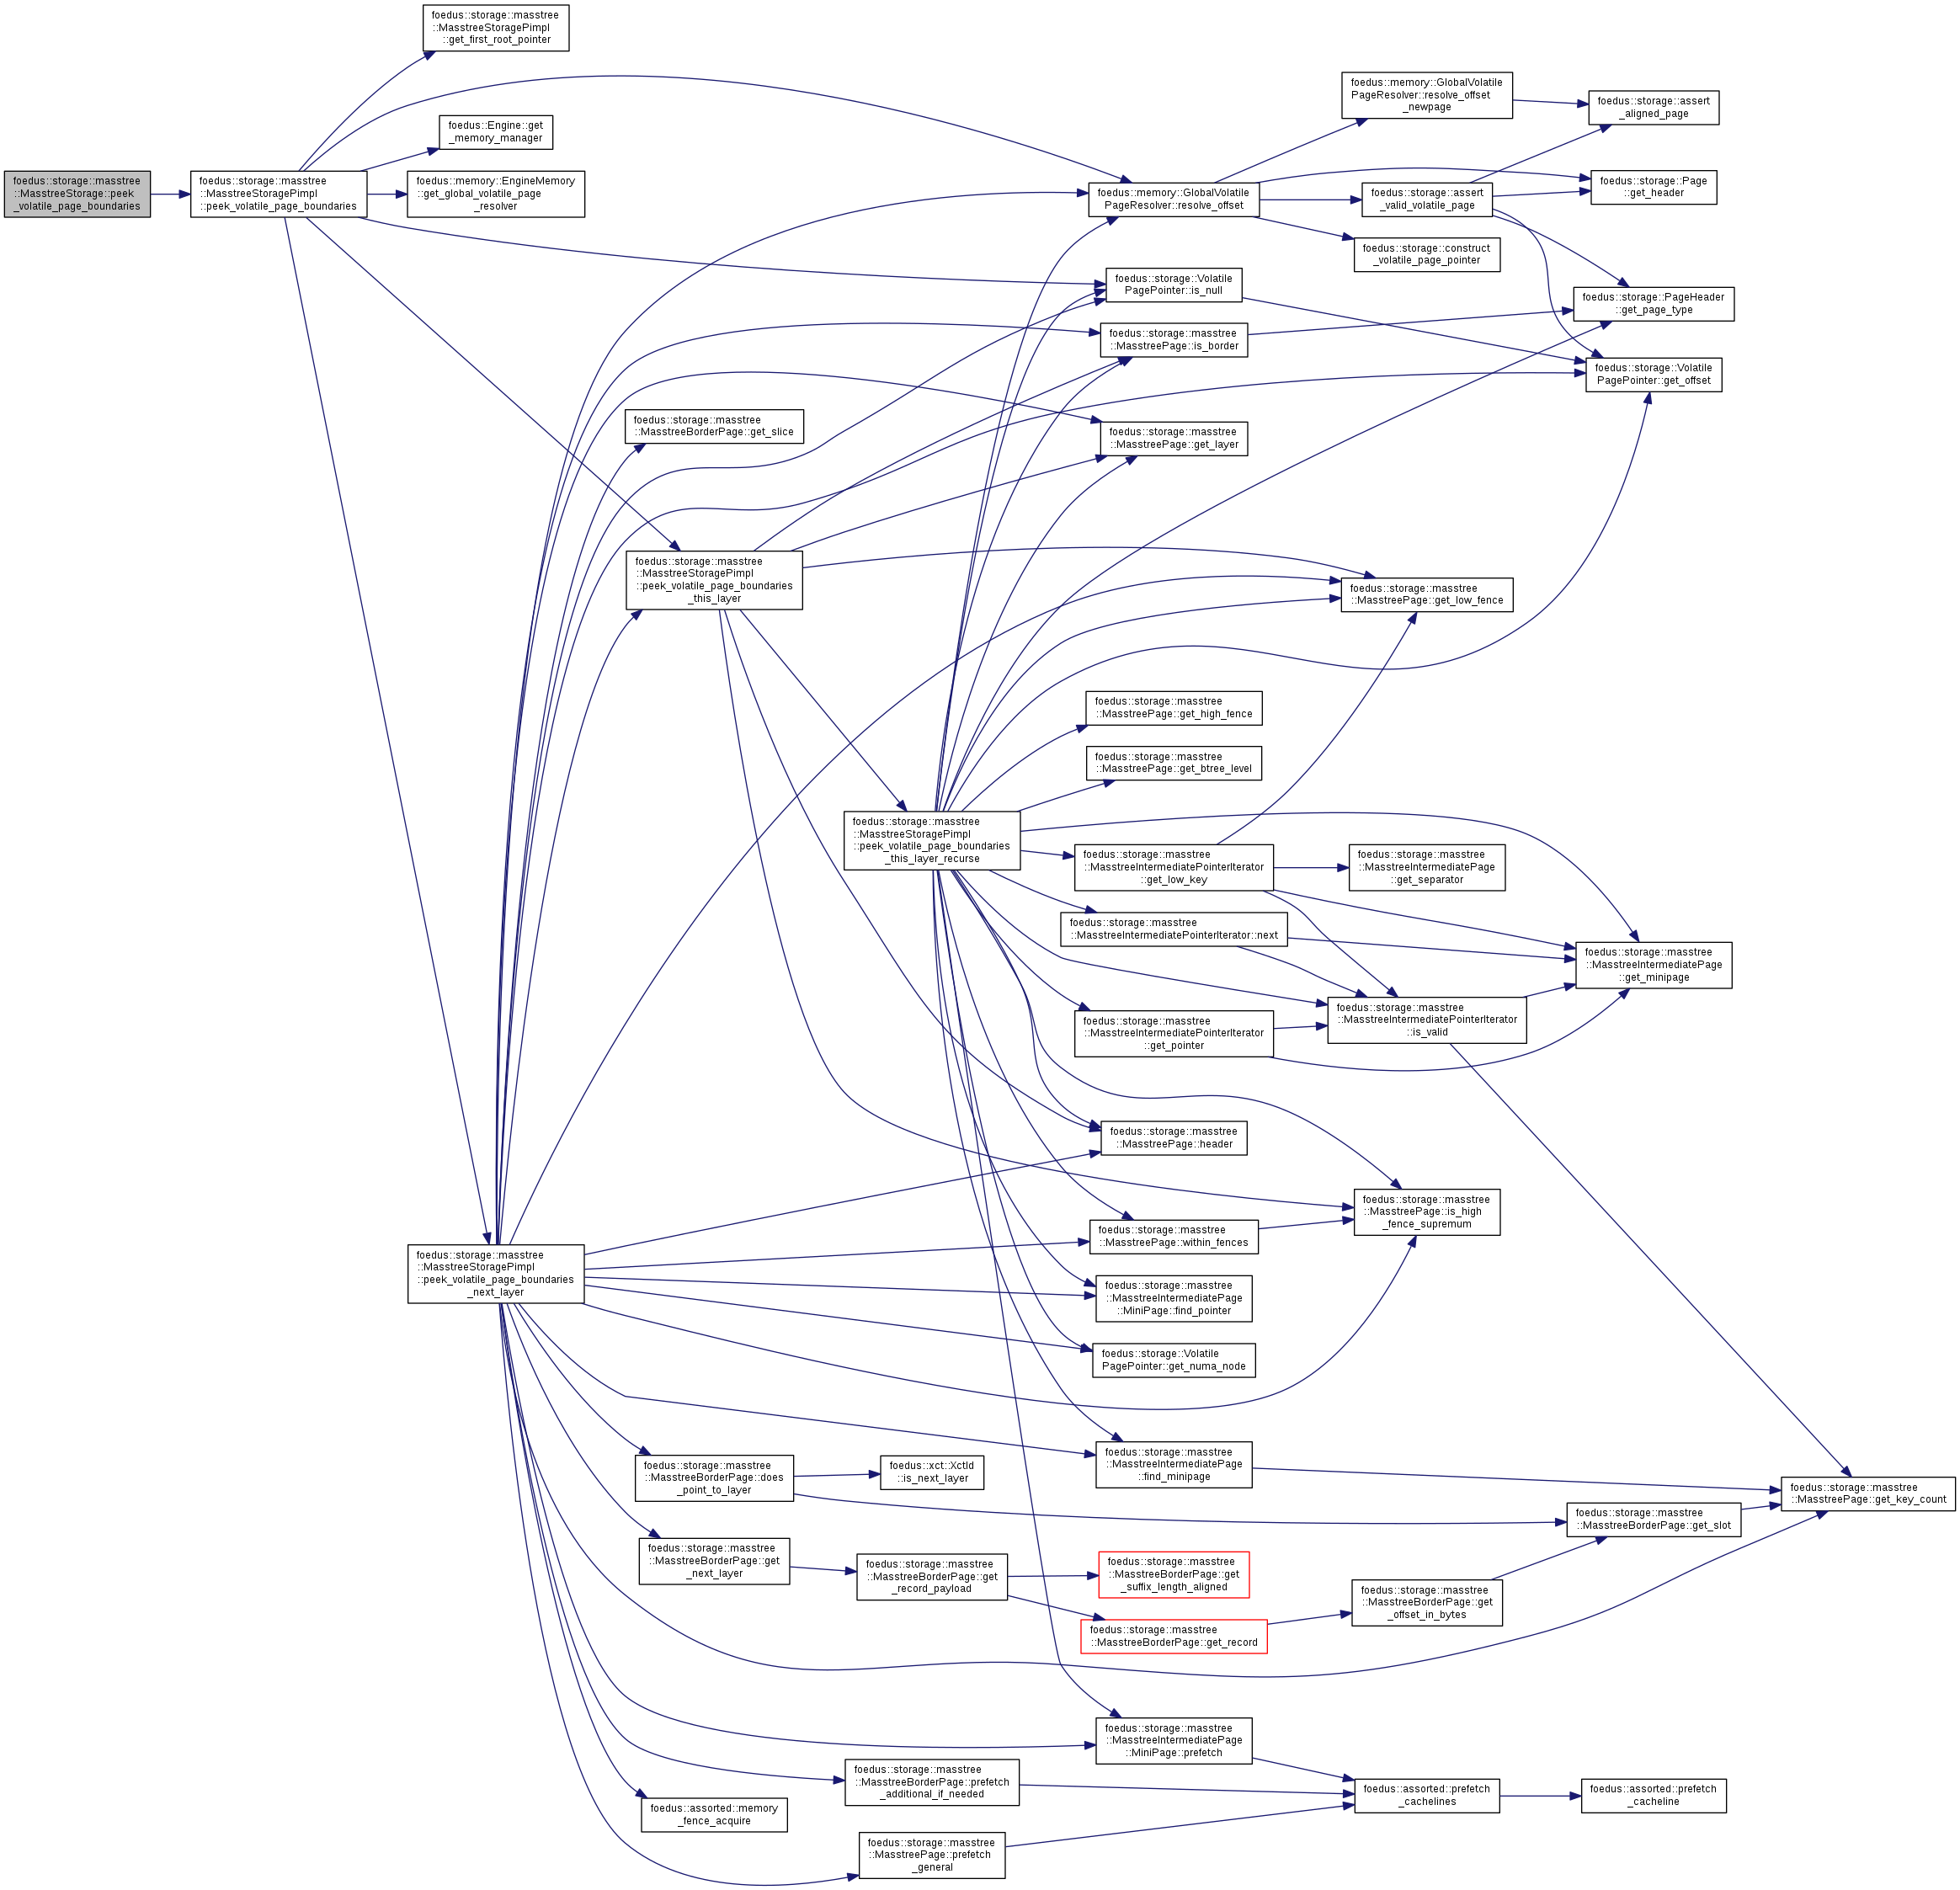 foedus::storage::masstree
::MasstreeStorage::peek
_volatile_page_boundaries
foedus::storage::masstree
::MasstreeStoragePimpl
::peek_volatile_page_boundaries
foedus::storage::masstree
::MasstreeStoragePimpl
::get_first_root_pointer
foedus::Engine::get
_memory_manager
foedus::memory::EngineMemory
::get_global_volatile_page
_resolver
foedus::memory::GlobalVolatile
PageResolver::resolve_offset
foedus::memory::GlobalVolatile
PageResolver::resolve_offset
_newpage
foedus::storage::assert
_aligned_page
foedus::storage::assert
_valid_volatile_page
foedus::storage::Page
::get_header
foedus::storage::construct
_volatile_page_pointer
foedus::storage::Volatile
PagePointer::is_null
foedus::storage::PageHeader
::get_page_type
foedus::storage::masstree
::MasstreePage::is_border
foedus::storage::Volatile
PagePointer::get_offset
foedus::storage::masstree
::MasstreeBorderPage::get_slice
foedus::storage::masstree
::MasstreePage::get_layer
foedus::storage::masstree
::MasstreeStoragePimpl
::peek_volatile_page_boundaries
_this_layer
foedus::storage::masstree
::MasstreePage::get_low_fence
foedus::storage::masstree
::MasstreePage::get_high_fence
foedus::storage::masstree
::MasstreePage::get_btree_level
foedus::storage::masstree
::MasstreeStoragePimpl
::peek_volatile_page_boundaries
_this_layer_recurse
foedus::storage::masstree
::MasstreeIntermediatePointerIterator
::get_low_key
foedus::storage::masstree
::MasstreeIntermediatePage
::get_separator
foedus::storage::masstree
::MasstreeIntermediatePointerIterator::next
foedus::storage::masstree
::MasstreeIntermediatePage
::get_minipage
foedus::storage::masstree
::MasstreeIntermediatePointerIterator
::get_pointer
foedus::storage::masstree
::MasstreeIntermediatePointerIterator
::is_valid
foedus::storage::masstree
::MasstreePage::header
foedus::storage::masstree
::MasstreePage::is_high
_fence_supremum
foedus::storage::masstree
::MasstreePage::within_fences
foedus::storage::masstree
::MasstreeStoragePimpl
::peek_volatile_page_boundaries
_next_layer
foedus::storage::masstree
::MasstreeIntermediatePage
::MiniPage::find_pointer
foedus::storage::Volatile
PagePointer::get_numa_node
foedus::storage::masstree
::MasstreeIntermediatePage
::find_minipage
foedus::storage::masstree
::MasstreeBorderPage::does
_point_to_layer
foedus::xct::XctId
::is_next_layer
foedus::storage::masstree
::MasstreePage::get_key_count
foedus::storage::masstree
::MasstreeBorderPage::get_slot
foedus::storage::masstree
::MasstreeBorderPage::get
_next_layer
foedus::storage::masstree
::MasstreeBorderPage::get
_record_payload
foedus::storage::masstree
::MasstreeBorderPage::get
_suffix_length_aligned
foedus::storage::masstree
::MasstreeBorderPage::get_record
foedus::storage::masstree
::MasstreeBorderPage::get
_offset_in_bytes
foedus::storage::masstree
::MasstreeIntermediatePage
::MiniPage::prefetch
foedus::storage::masstree
::MasstreeBorderPage::prefetch
_additional_if_needed
foedus::assorted::prefetch
_cachelines
foedus::assorted::prefetch
_cacheline
foedus::assorted::memory
_fence_acquire
foedus::storage::masstree
::MasstreePage::prefetch
_general